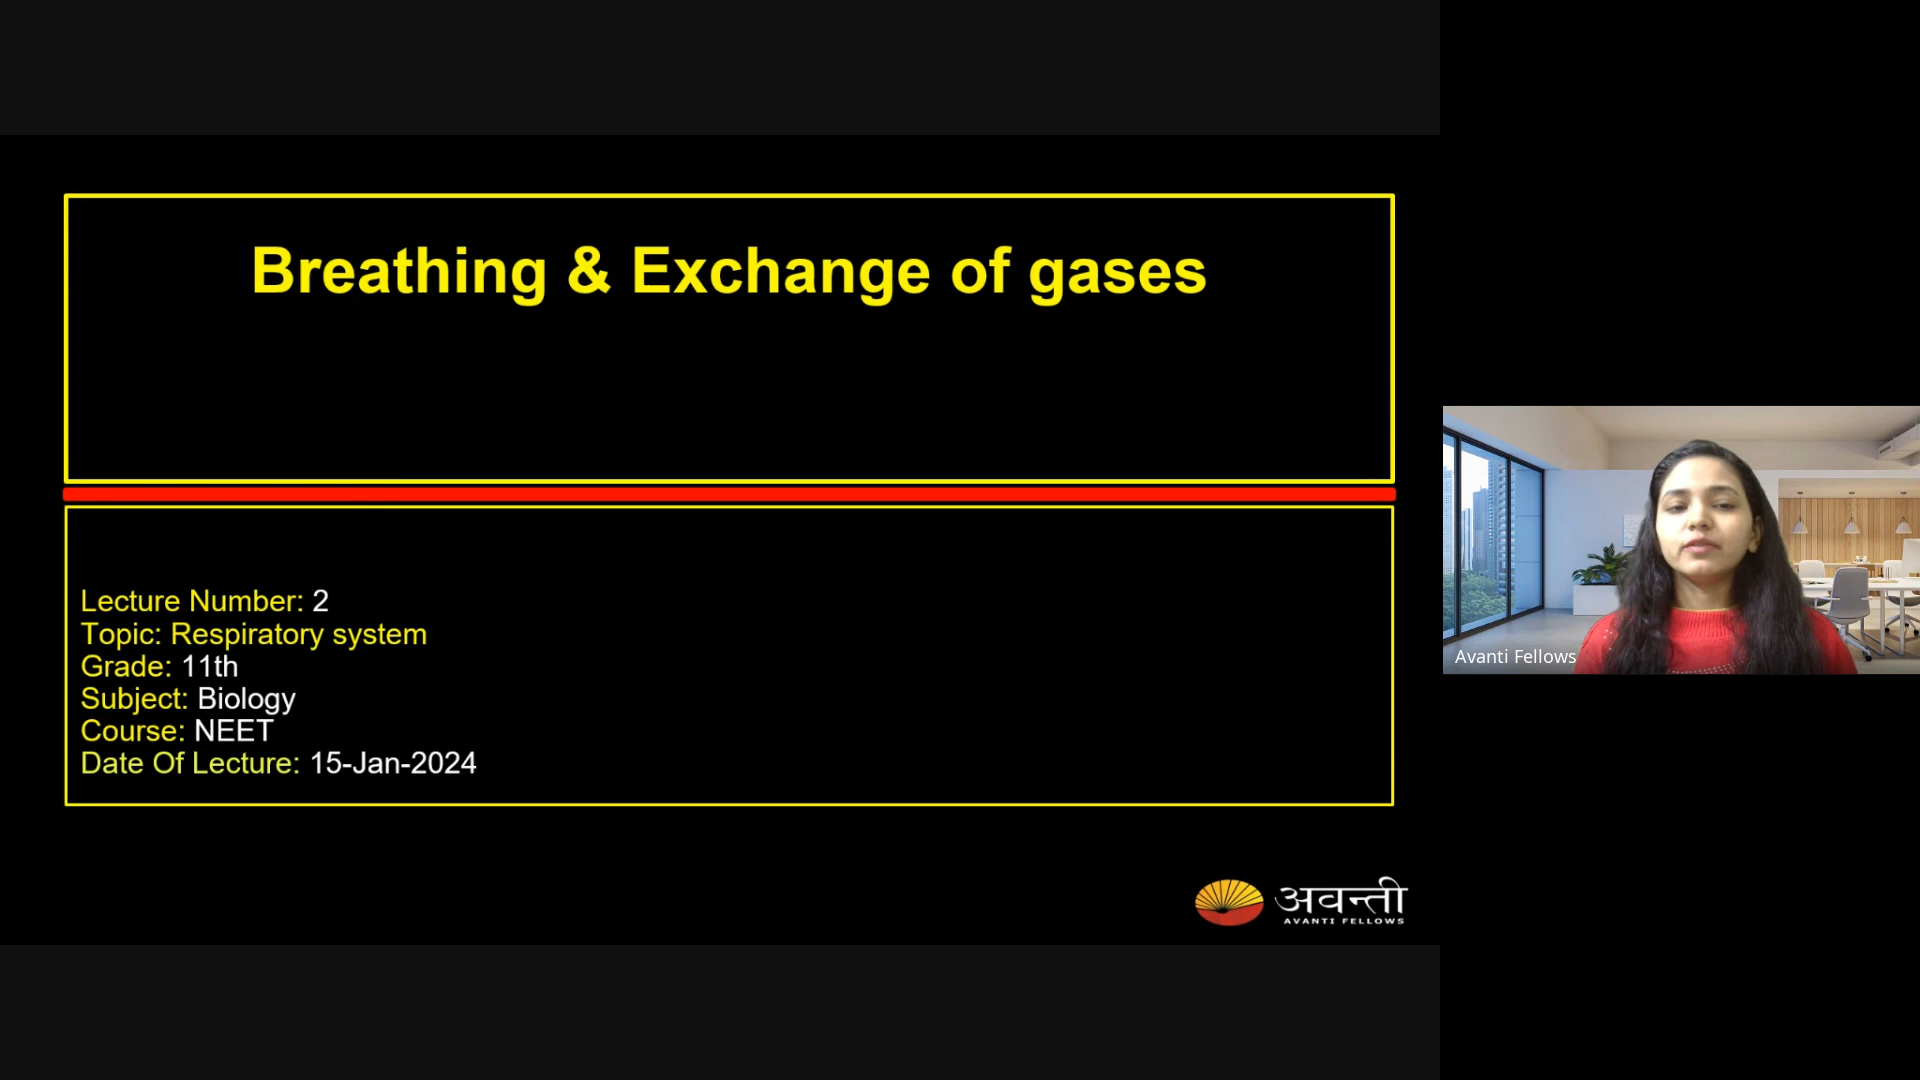 Breathing & Exchange of gases
Lecture Number: 2
Topic: Respiratory system
Grade: 11th
Subject: Biology
Course: NEET
Date Of Lecture: 15-Jan-2024
Avanti Fellows
अवन्ती
AVANTI FELLOWS